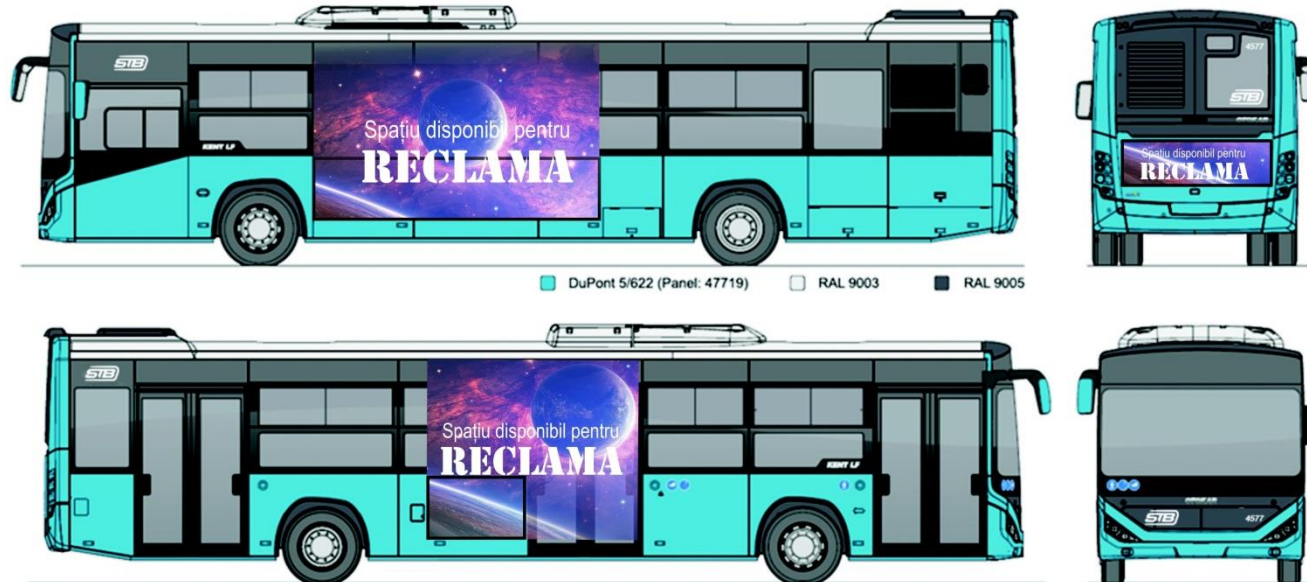 STB
Spațiu disponibil pentru
RECLAMA
KENT LF
4577
STB
Spațiu disponibil pentru
RECLAMA
DuPont 5/622 (Panel: 47719)
RAL 9003
RAL 9005
STB
Spațiu disponibil pentru
RECLAMA
KENT LF
STB
4577